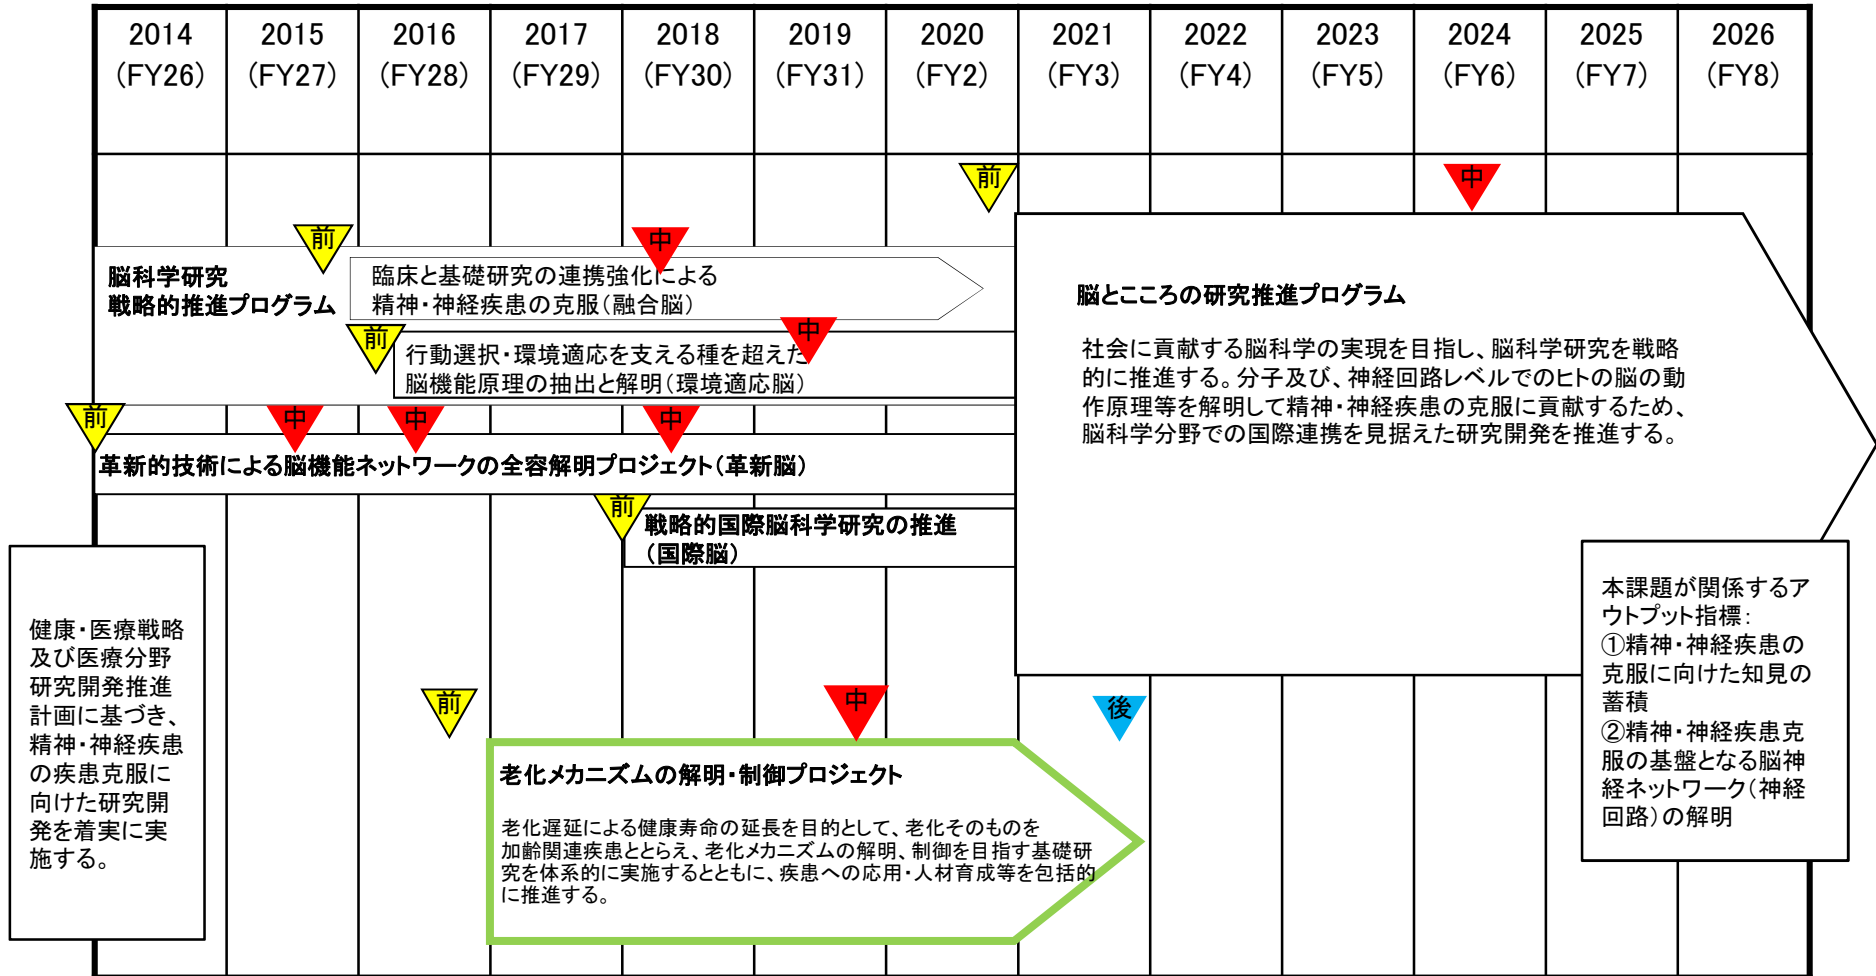 2014
(FY26)
2015
(FY27)
2016
(FY28)
2017
(FY29)
2018
(FY30)
2019
(FY31)
2020
(FY2)
2021
(FY3)
2022
(FY4)
2023
(FY5)
2024
(FY6)
2025
(FY7)
2026
(FY8)
前
中
前
中
脳科学研究
戦略的推進プログラム
臨床と基礎研究の連携強化による
精神・神経疾患の克服（融合脳）
前
中
行動選択・環境適応を支える種を超えた
脳機能原理の抽出と解明（環境適応脳）
前
中
中
中
革新的技術による脳機能ネットワークの全容解明プロジェクト（革新脳）
前
戦略的国際脳科学研究の推進
（国際脳）
脳とこころの研究推進プログラム
社会に貢献する脳科学の実現を目指し、脳科学研究を戦略
的に推進する。分子及び、神経回路レベルでのヒトの脳の動
作原理等を解明して精神・神経疾患の克服に貢献するため、
脳科学分野での国際連携を見据えた研究開発を推進する。
健康・医療戦略
及び医療分野
研究開発推進
計画に基づき、
精神・神経疾患
の疾患克服に
向けた研究開
発を着実に実
施する。
前
中
後
老化メカニズムの解明・制御プロジェクト
老化遅延による健康寿命の延長を目的として、老化そのものを
加齢関連疾患ととらえ、老化メカニズムの解明、制御を目指す基礎研
究を体系的に実施するとともに、疾患への応用・人材育成等を包括的
に推進する。
本課題が関係するア
ウトプット指標：
①精神・神経疾患の
克服に向けた知見の
蓄積
②精神・神経疾患克
服の基盤となる脳神
経ネットワーク（神経
回路）の解明